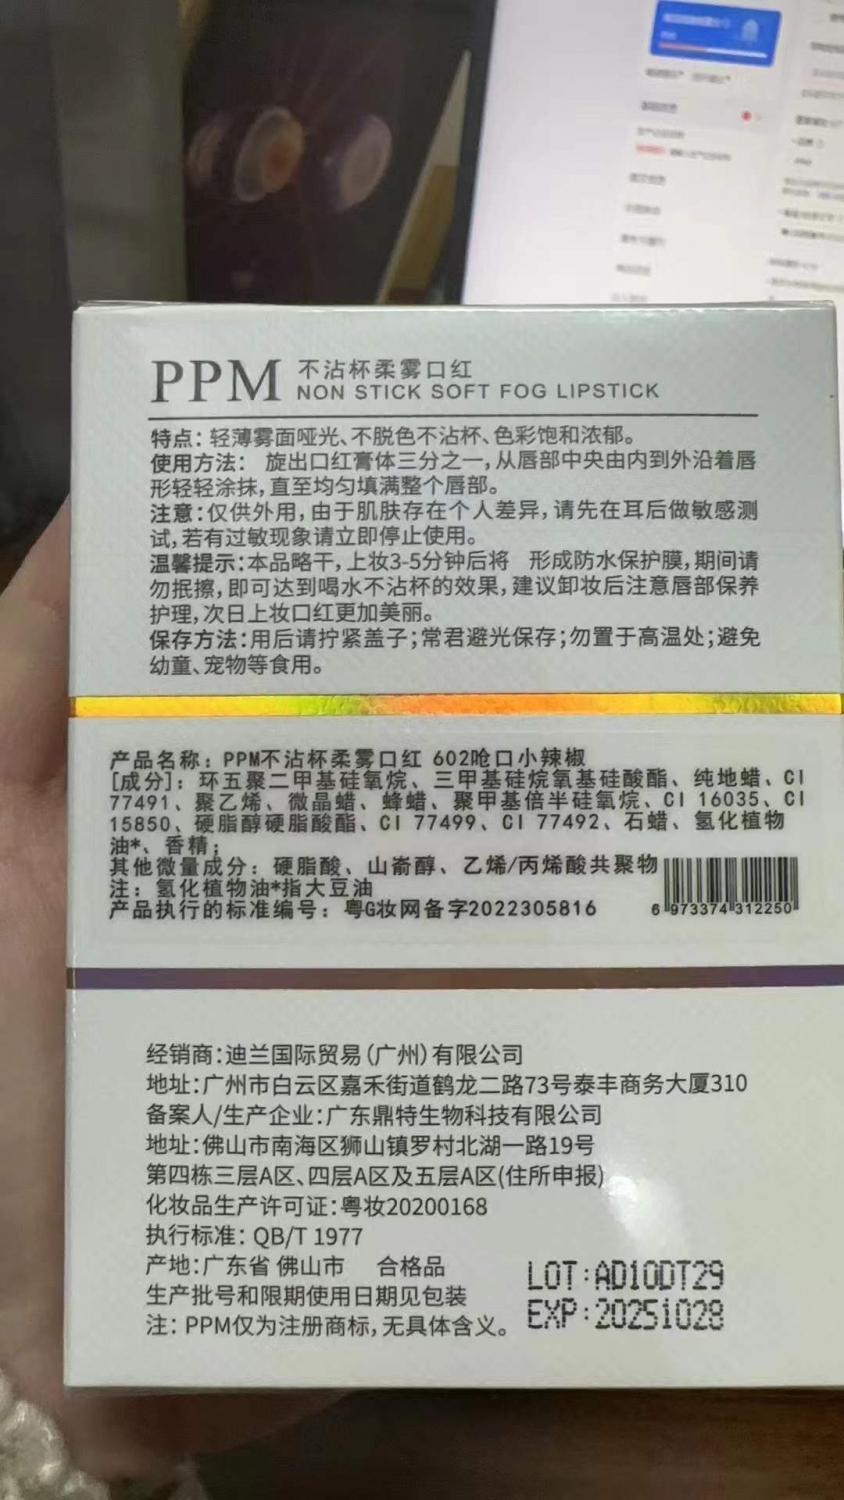 PPM 不沾杯柔雾口红
NON STICK SOFT FOG LIPSTICK
特点：轻薄雾面哑光、不脱色不沾杯、色彩饱和浓郁。
使用方法： 旋出口红膏体三分之一，从唇部中央由内到外沿着唇
形轻轻涂抹，直至均匀填满整个唇部。
注意：仅供外用，由于肌肤存在个人差异，请先在耳后做敏感测
试，若有过敏现象请立即停止使用。
温馨提示：本品略干，上妆3-5分钟后将 形成防水保护膜，期间请
勿抿擦，即可达到喝水不沾杯的效果，建议卸妆后注意唇部保养
护理，次日上妆口红更加美丽。
保存方法：用后请拧紧盖子；常君避光保存；勿置于高温处；避免
幼童、宠物等食用。
产品名称：PPM不沾杯柔雾口红 602呛口小辣椒
[成分]：环五聚二甲基硅氧烷、三甲基硅烷氧基硅酸酯、纯地蜡、CI
77491、聚乙烯、微晶蜡、蜂蜡、聚甲基倍半硅氧烷、CI 16035、CI
15850、硬脂醇硬脂酸酯、CI 77499、CI 77492、石蜡、氢化植物
油*、香精；
其他微量成分：硬脂酸、山嵛醇、乙烯/丙烯酸共聚物
注：氢化植物油*指大豆油
产品执行的标准编号：粤G妆网备字2022305816
6 973374 312250
经销商：迪兰国际贸易（广州）有限公司
地址：广州市白云区嘉禾街道鹤龙二路73号泰丰商务大厦310
备案人/生产企业：广东鼎特生物科技有限公司
地址：佛山市南海区狮山镇罗村北湖一路19号
第四栋三层A区、四层A区及五层A区(住所申报)
化妆品生产许可证：粤妆20200168
执行标准：QB/T 1977
产地：广东省 佛山市 合格品
生产批号和限期使用日期见包装
注：PPM仅为注册商标，无具体含义。
LOT:AD10DT29
EXP:20251028